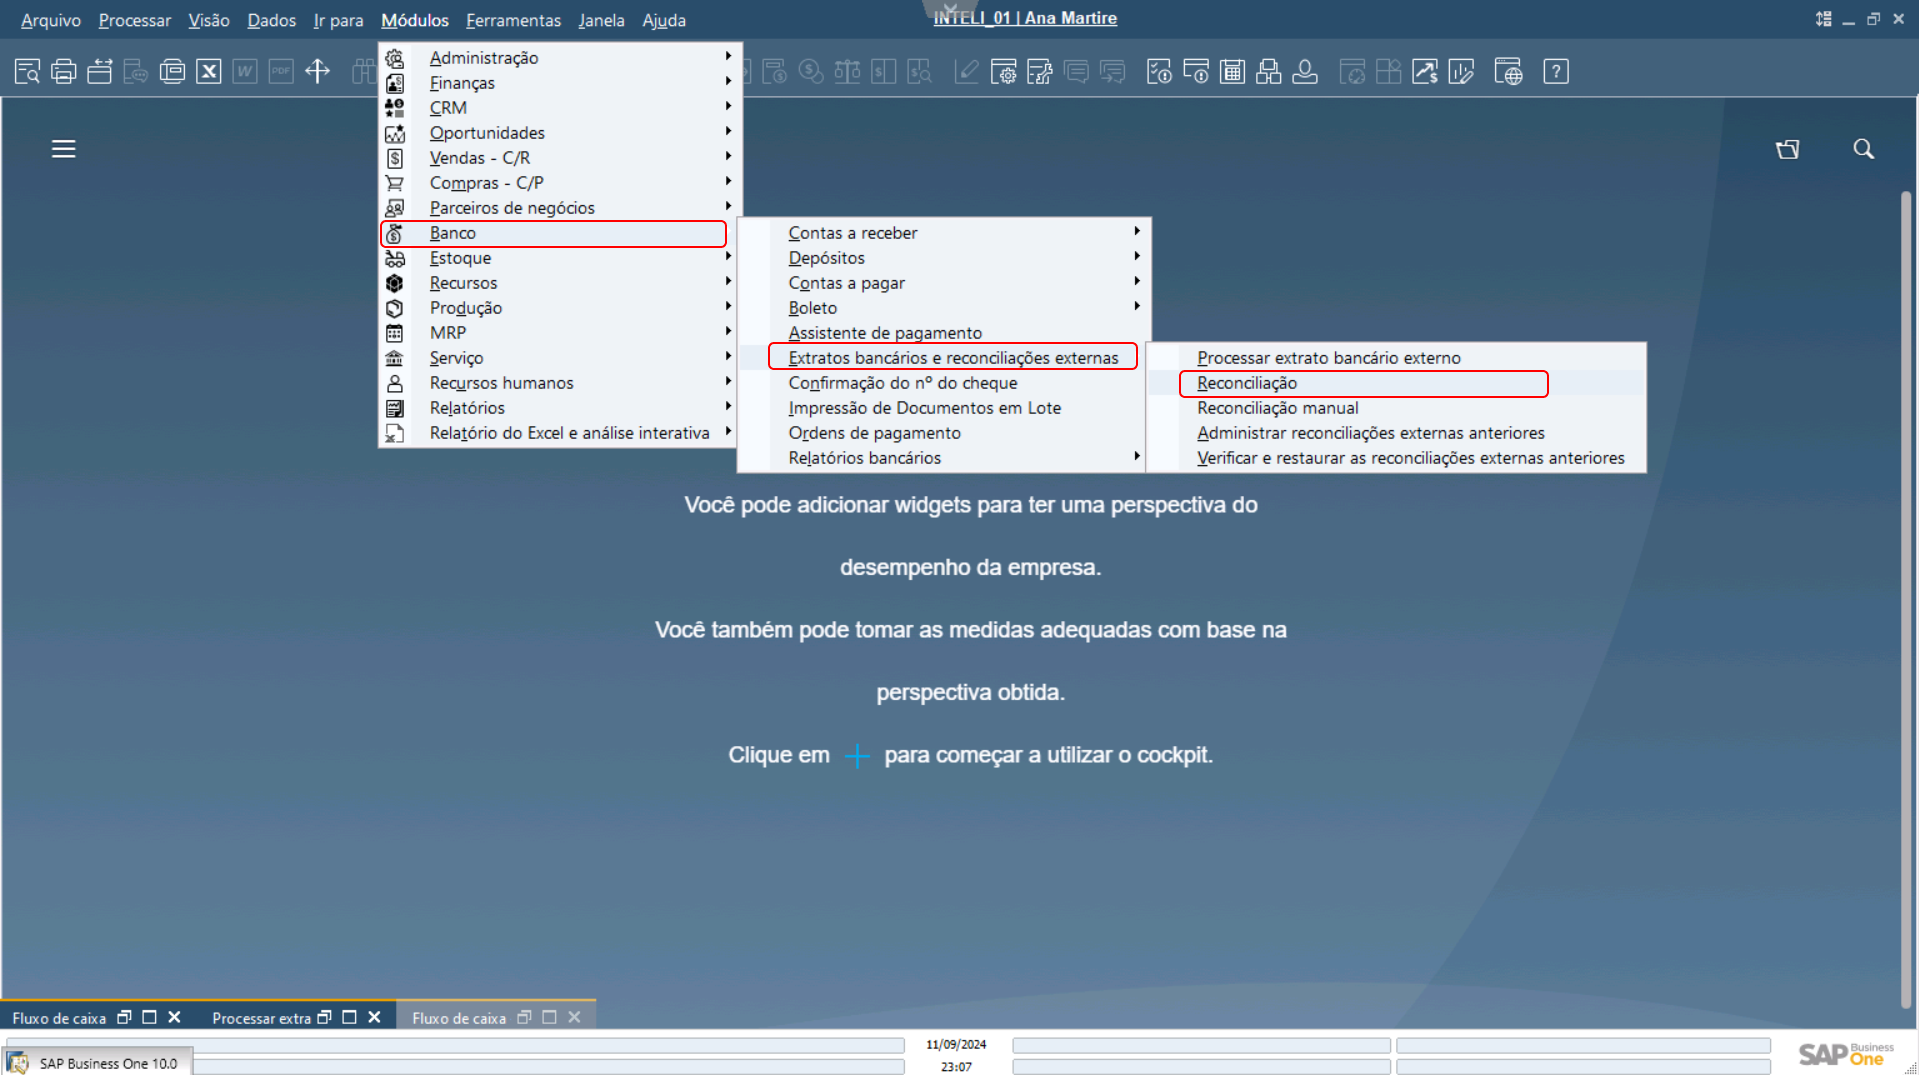 Arquivo Processar Visão Dados Ir para Módulos Ferramentas Janela Ajuda
INTELI_01 | Ana Martire
Administração
Finanças
CRM
Oportunidades
Vendas - C/R
Compras - C/P
Parceiros de negócios
Banco
Estoque
Recursos
Produção
MRP
Serviço
Recursos humanos
Relatórios
Relatório do Excel e análise interativa
Contas a receber
Depósitos
Contas a pagar
Boleto
Assistente de pagamento
Extratos bancários e reconciliações externas
Confirmação do nº do cheque
Impressão de Documentos em Lote
Ordens de pagamento
Relatórios bancários
Processar extrato bancário externo
Reconciliação
Reconciliação manual
Administrar reconciliações externas anteriores
Verificar e restaurar as reconciliações externas anteriores
Você pode adicionar widgets para ter uma perspectiva do
desempenho da empresa.
Você também pode tomar as medidas adequadas com base na
perspectiva obtida.
Clique em + para começar a utilizar o cockpit.
Fluxo de caixa Processar extra Fluxo de caixa
11/09/2024
23:07
SAP Business One 10.0
SAP Business One